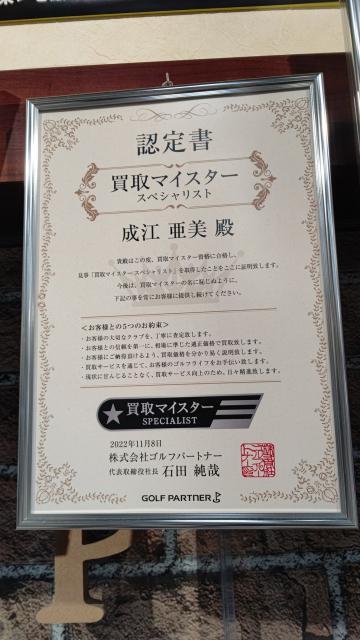 認定書
買取マイスター
スペシャリスト
成江 亜美 殿
貴殿はこの度、買取マイスター資格に合格し、
見事「買取マイスタースペシャリスト」を取得したことをここに証明致します。
今後は、買取マイスターの名に恥じぬように、
下記の事を常にお客様に提供し続けてください。
＜お客様との5つのお約束＞
・お客様の大切なクラブを、丁寧に査定致します。
・お客様との信頼を第一に、相場に準じた適正価格で買取致します。
・お客様にご納得頂けるよう、買取価格を分かり易く説明致します。
・買取サービスを通じて、お客様のゴルフライフをお手伝い致します。
・現状に甘んじることなく、買取サービス向上のため、日々精進致します。
★買取マイスター
SPECIALIST
2022年11月8日
株式会社ゴルフパートナー
代表取締役社長 石田 純哉
GOLF PARTNER